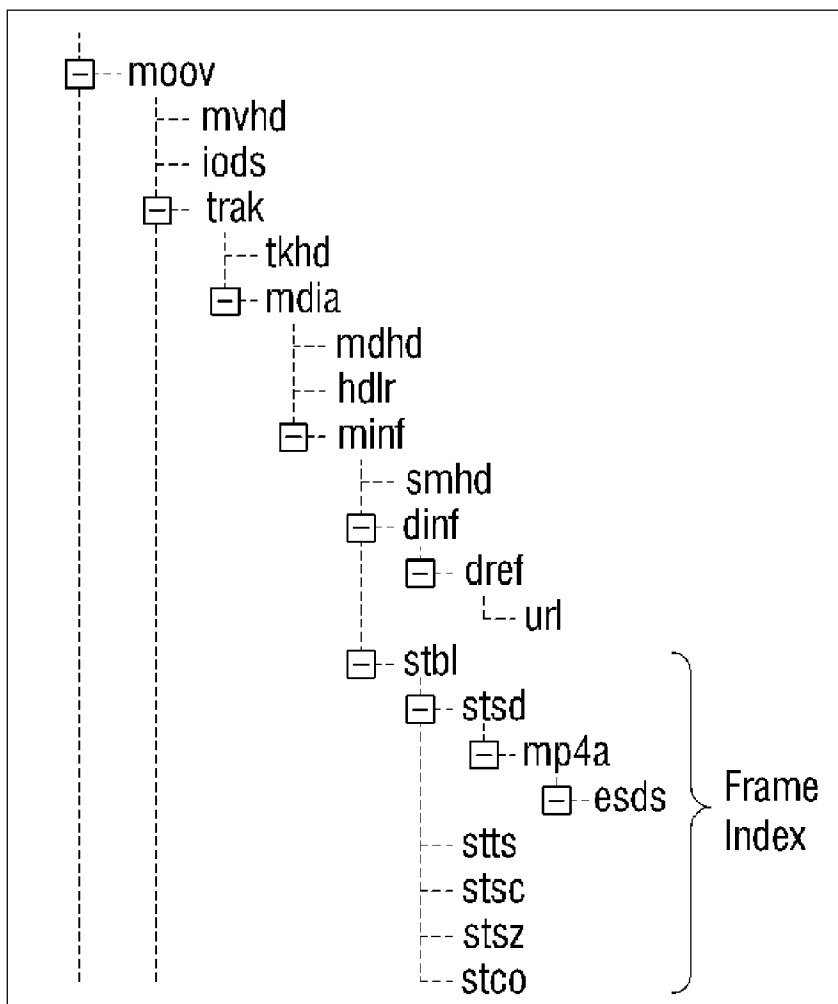 moov
mvhd
iods
trak
tkhd
mdia
mdhd
hdlr
minf
smhd
dinf
dref
url
stbl
stsd
mp4a
esds
stts
stsc
stsz
stco
Frame
Index